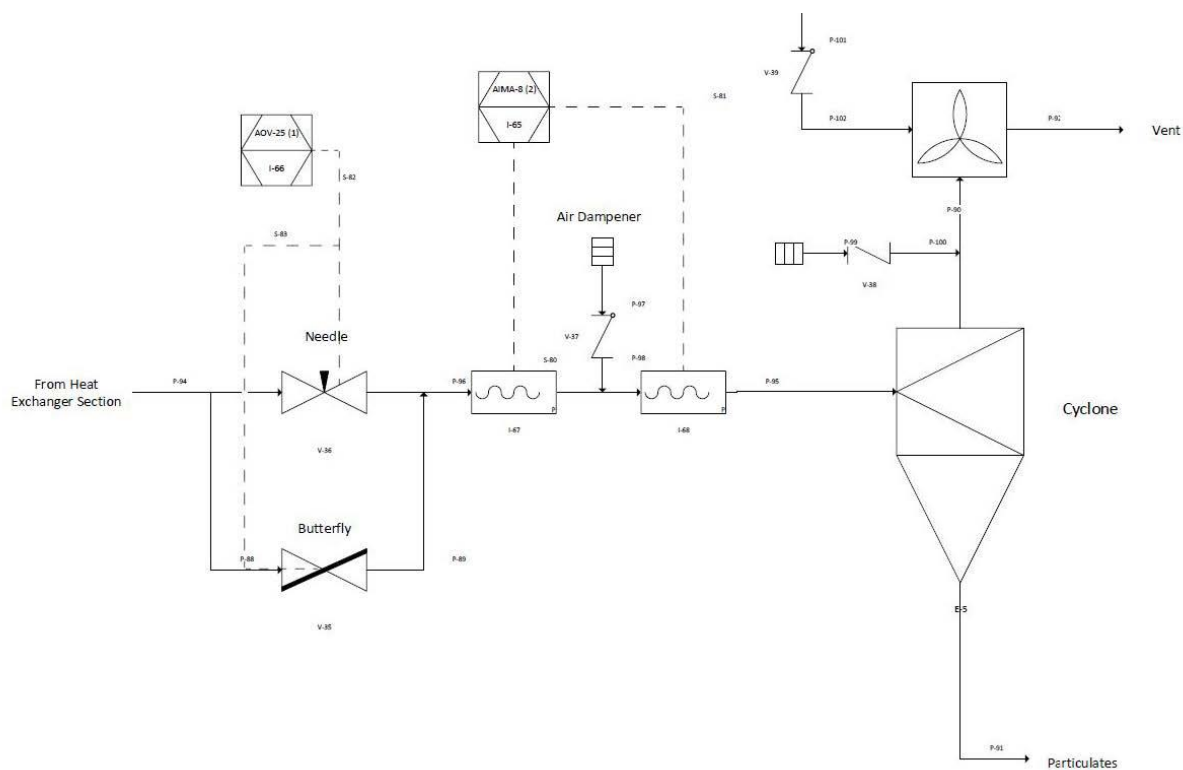 P-101
V-39
AIMA-8 (2)
S-81
I-65
AOV-25 (1)
P-102
P-92
Vent
I-66
S-82
Air Dampener
P-90
S-83
P-99
P-100
V-38
P-97
Needle
V-37
S-80
P-98
From Heat
Exchanger Section
P-94
P-96
P-95
Cyclone
P
P
I-67
I-68
V-36
Butterfly
P-88
P-89
V-35
E-5
P-91
Particulates